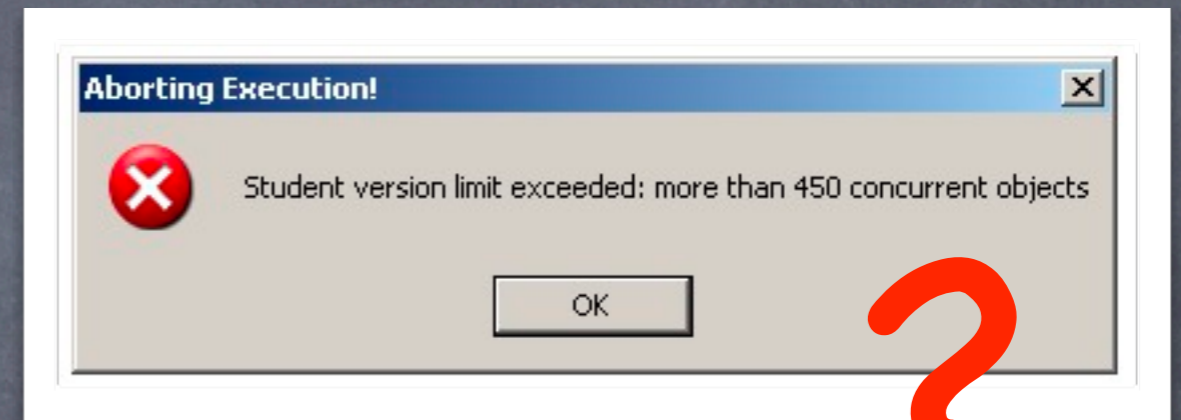 Aborting Execution!
Student version limit exceeded: more than 450 concurrent objects
OK
?